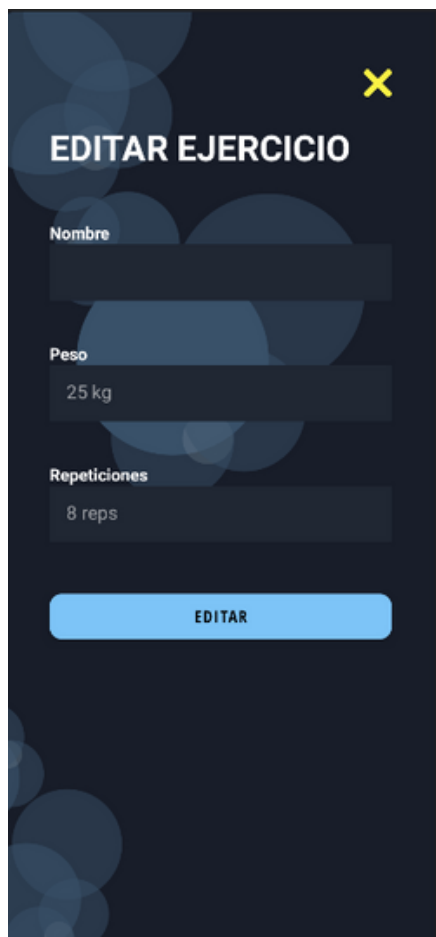 EDITAR EJERCICIO
Nombre
Peso
25 kg
Repeticiones
8 reps
EDITAR